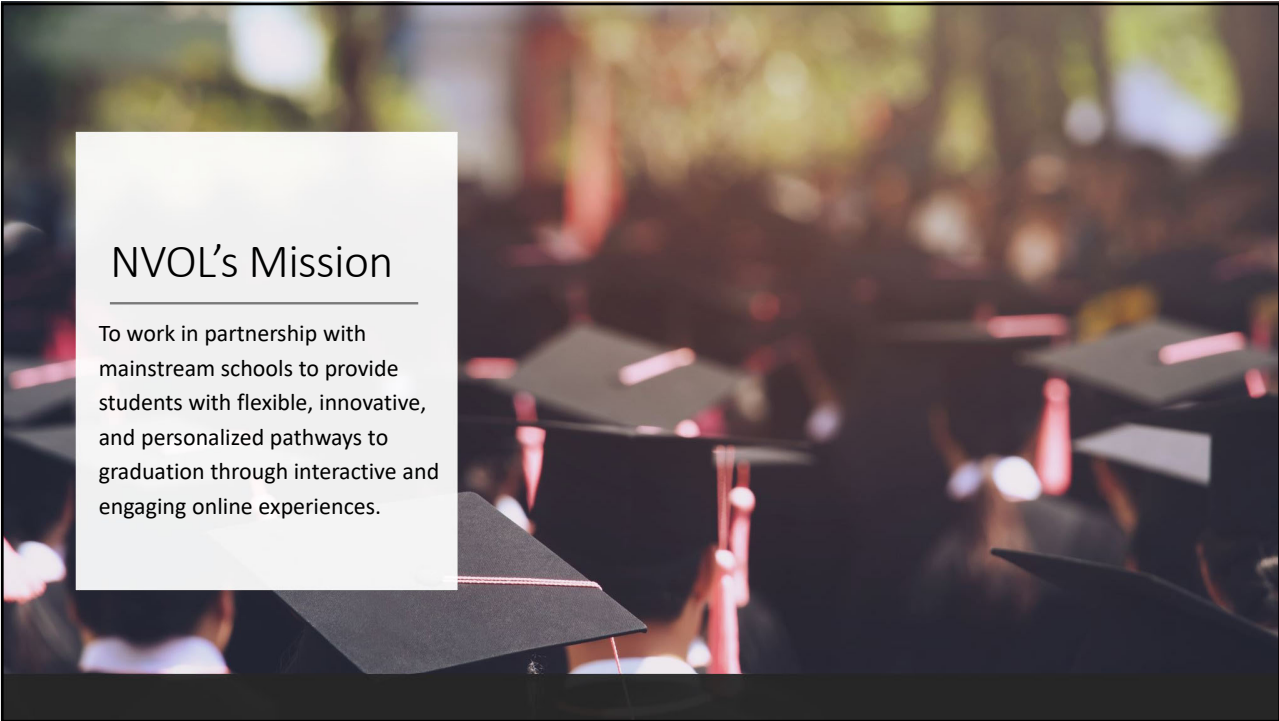 NVOL’s Mission
To work in partnership with
mainstream schools to provide
students with flexible, innovative,
and personalized pathways to
graduation through interactive and
engaging online experiences.